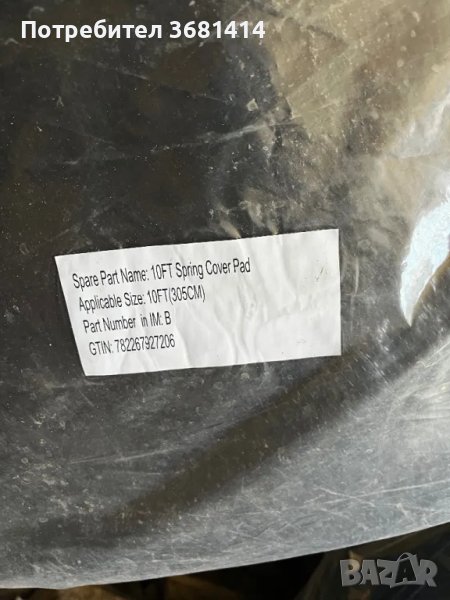 Потребител 3681414
Spare Part Name: 10FT Spring Cover Pad
Applicable Size: 10FT(305CM)
Part Number in IM: B
GTIN: 782267927206
BAZAR